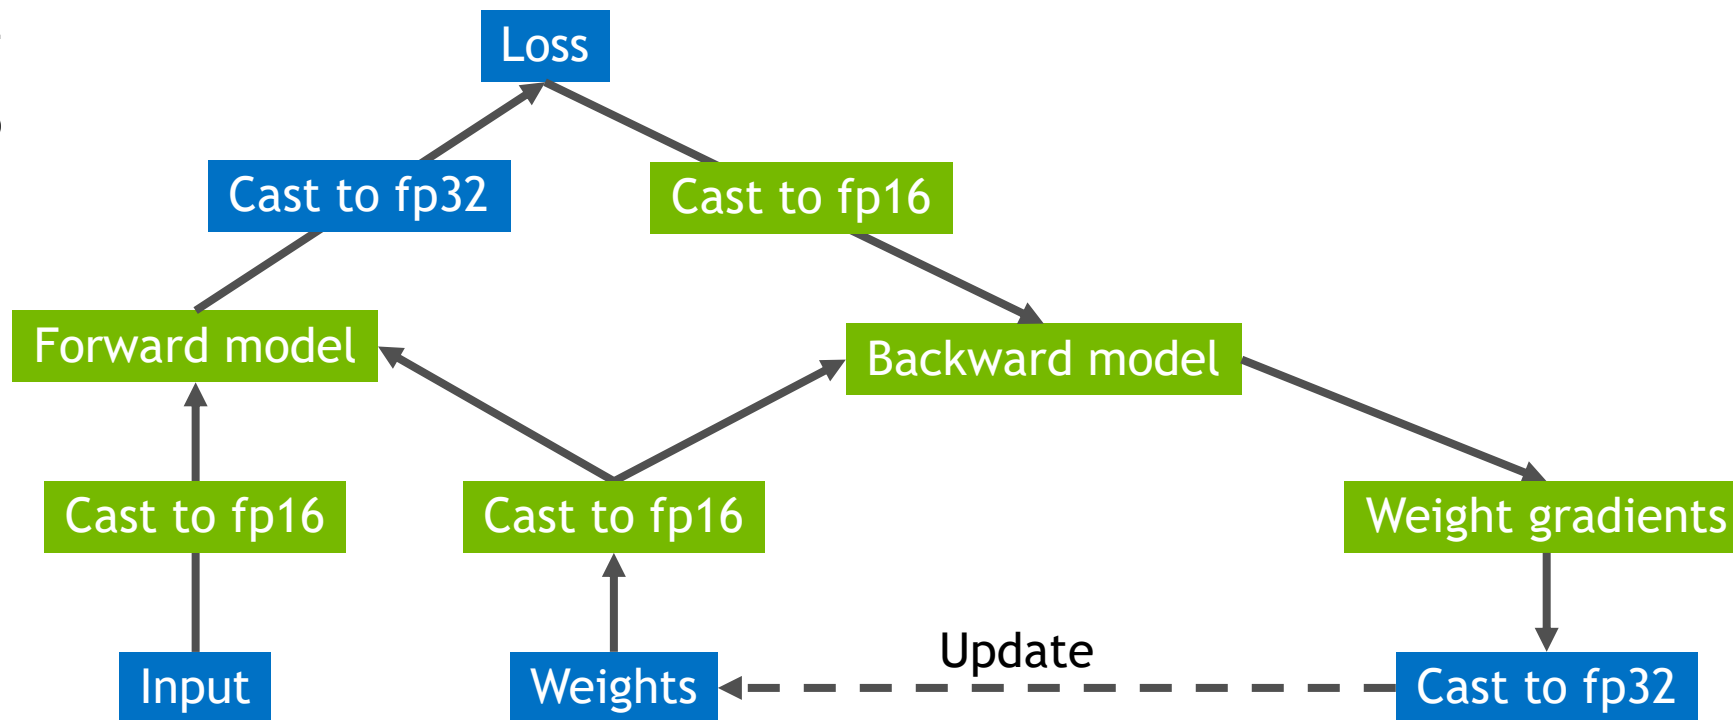 Loss
Cast to fp32
Cast to fp16
Forward model
Backward model
Cast to fp16
Cast to fp16
Weight gradients
Update
Input
Weights
Cast to fp32